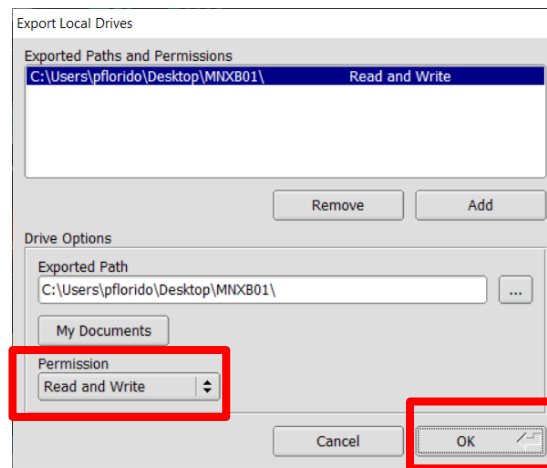 Export Local Drives
Exported Paths and Permissions
C:\Users\pflorido\Desktop\MNXB01\ Read and Write
Remove Add
Drive Options
Exported Path
C:\Users\pflorido\Desktop\MNXB01\ ...
My Documents
Permission
Read and Write
Cancel OK